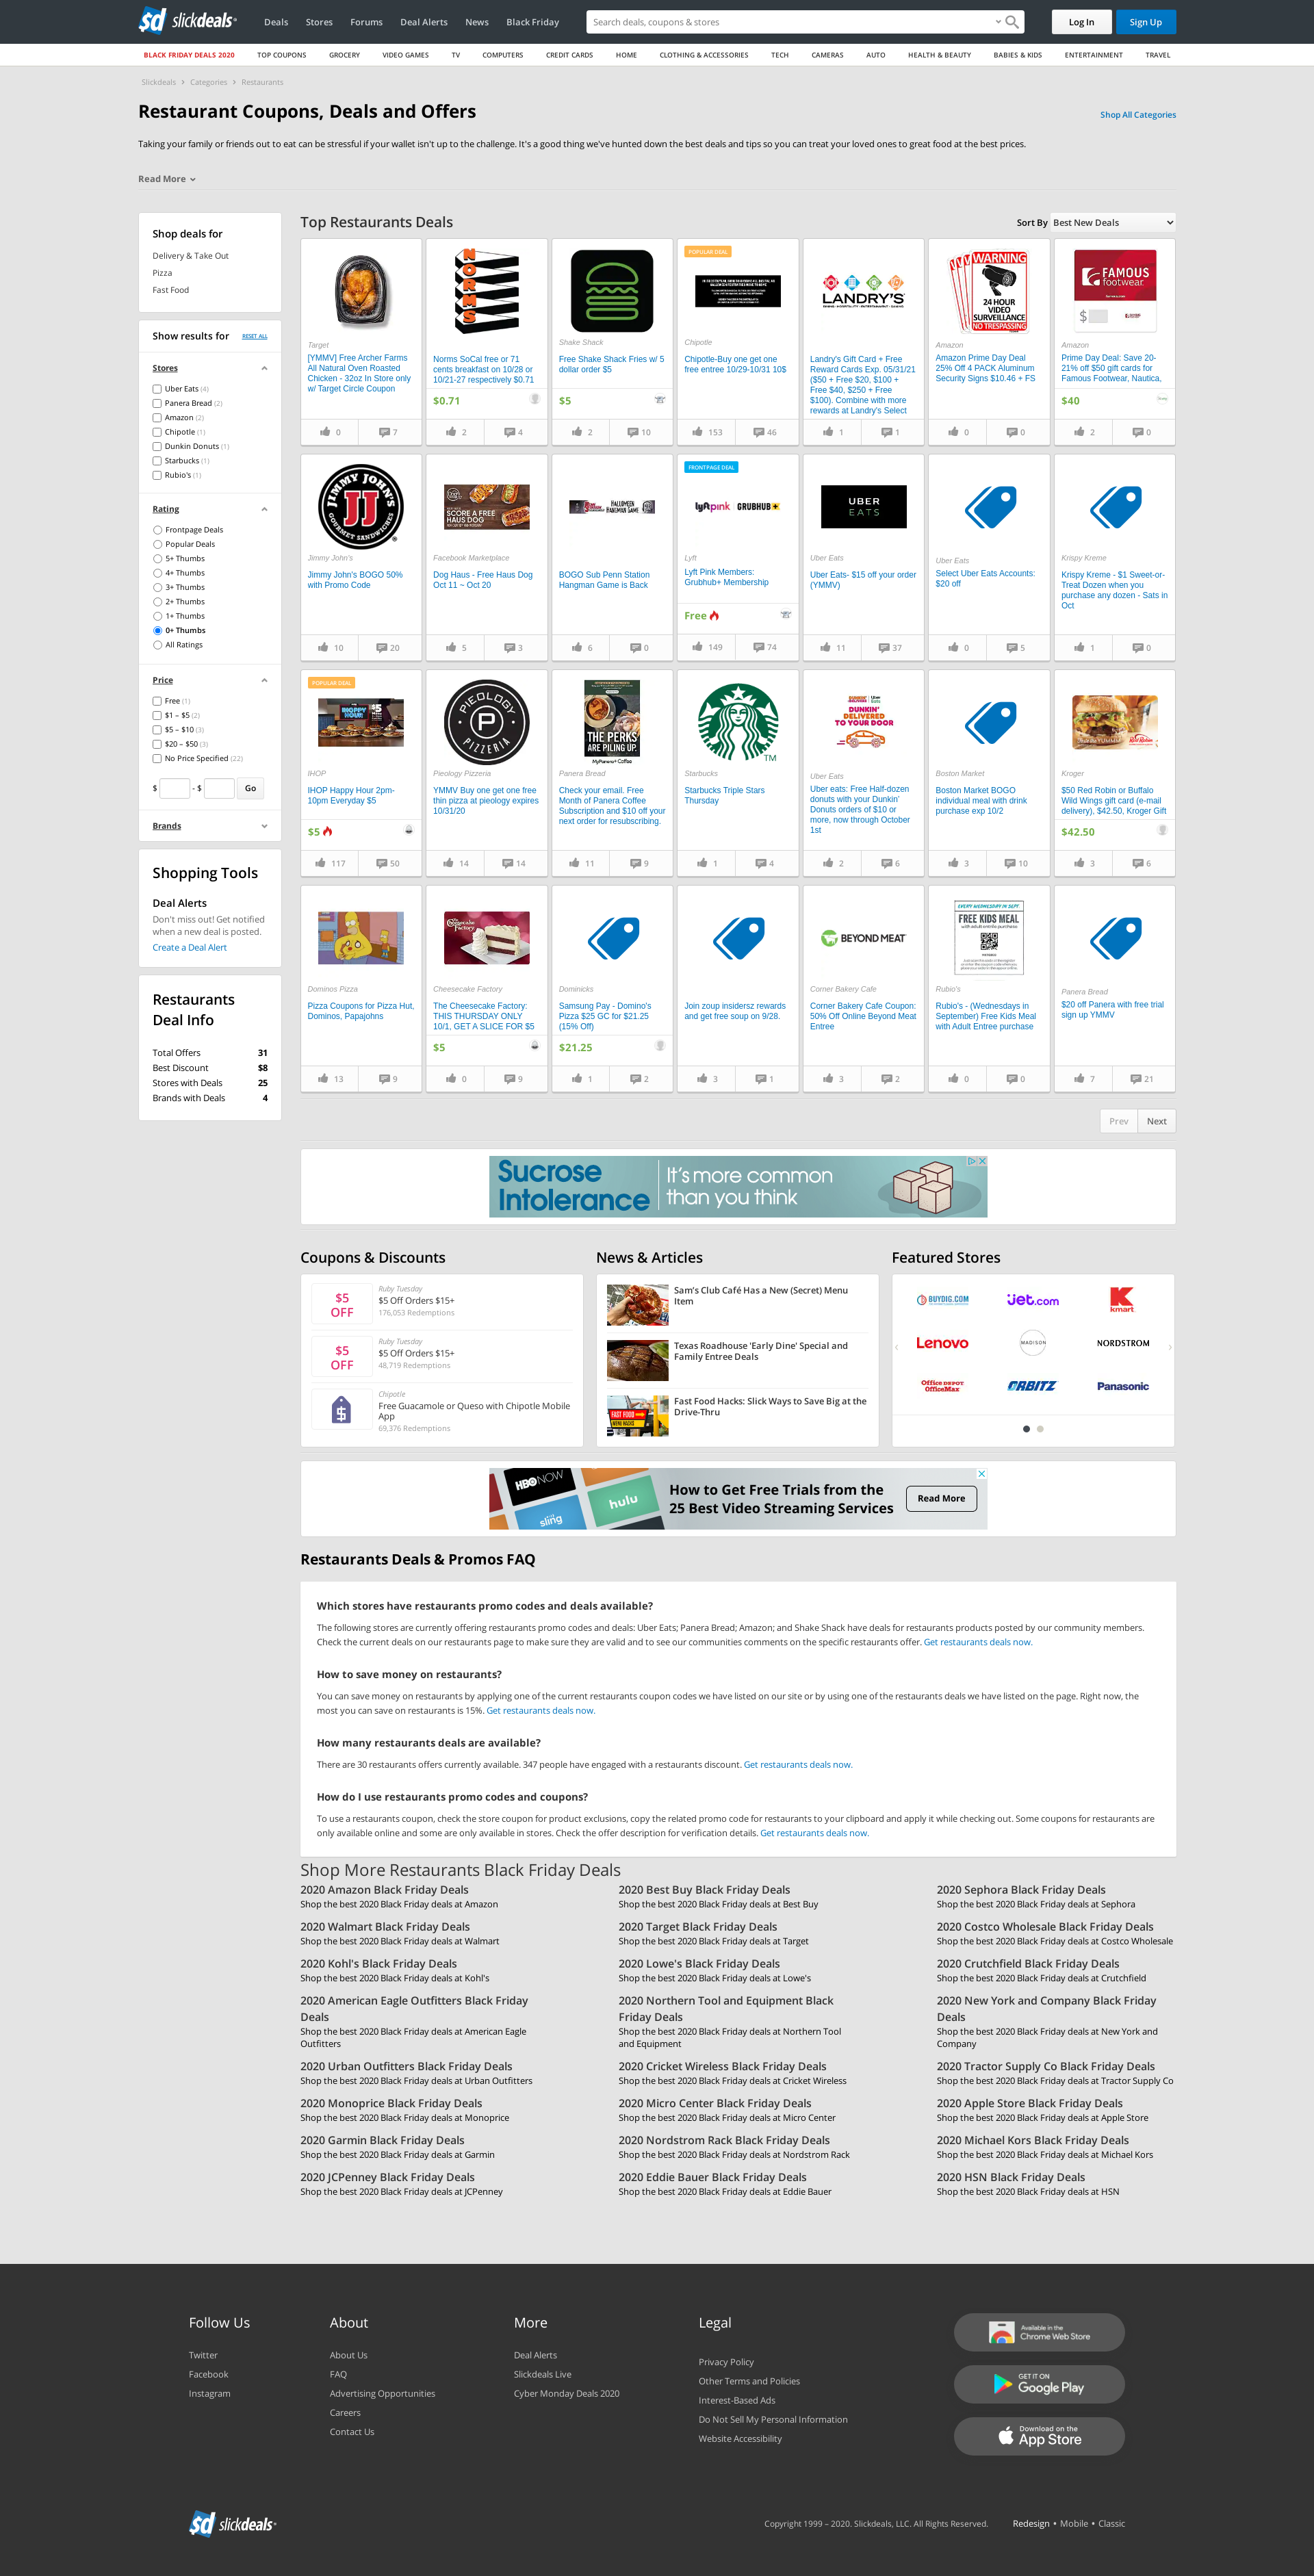 slickdeals
Deals Stores Forums Deal Alerts News Black Friday
Search deals, coupons & stores
Log In
Sign Up
BLACK FRIDAY DEALS 2020 TOP COUPONS GROCERY VIDEO GAMES TV COMPUTERS CREDIT CARDS HOME CLOTHING & ACCESSORIES TECH CAMERAS AUTO HEALTH & BEAUTY BABIES & KIDS ENTERTAINMENT TRAVEL
Slickdeals > Categories > Restaurants
Restaurant Coupons, Deals and Offers
Shop All Categories
Taking your family or friends out to eat can be stressful if your wallet isn't up to the challenge. It's a good thing we've hunted down the best deals and tips so you can treat your loved ones to great food at the best prices.
Read More
Shop deals for
Delivery & Take Out
Pizza
Fast Food
Show results for RESET ALL
Stores
Uber Eats (4)
Panera Bread (2)
Amazon (2)
Chipotle (1)
Dunkin Donuts (1)
Starbucks (1)
Rubio's (1)
Rating
Frontpage Deals
Popular Deals
5+ Thumbs
4+ Thumbs
3+ Thumbs
2+ Thumbs
1+ Thumbs
0+ Thumbs
All Ratings
Price
Free (1)
$1 – $5 (2)
$5 – $10 (3)
$20 – $50 (3)
No Price Specified (22)
$ - $ Go
Brands
Shopping Tools
Deal Alerts
Don't miss out! Get notified
when a new deal is posted.
Create a Deal Alert
Restaurants
Deal Info
Total Offers 31
Best Discount $8
Stores with Deals 25
Brands with Deals 4
Top Restaurants Deals
Sort By Best New Deals
Target
[YMMV] Free Archer Farms
All Natural Oven Roasted
Chicken - 32oz In Store only
w/ Target Circle Coupon
0 7
NORMS
Norms SoCal free or 71
cents breakfast on 10/28 or
10/21-27 respectively $0.71
$0.71
2 4
Shake Shack
Free Shake Shack Fries w/ 5
dollar order $5
$5
2 10
POPULAR DEAL
Chipotle
Chipotle-Buy one get one
free entree 10/29-10/31 10$
153 46
LANDRY'S
Landry's Gift Card + Free
Reward Cards Exp. 05/31/21
($50 + Free $20, $100 +
Free $40, $250 + Free
$100). Combine with more
rewards at Landry's Select
1 1
WARNING
24 HOUR
VIDEO
SURVEILLANCE
NO TRESPASSING
Amazon
Amazon Prime Day Deal
25% Off 4 PACK Aluminum
Security Signs $10.46 + FS
0 0
FAMOUS
footwear.
$
Amazon
Prime Day Deal: Save 20-
21% off $50 gift cards for
Famous Footwear, Nautica,
$40
2 0
JIMMY JOHN'S
JJ
GOURMET SANDWICHES
Jimmy John's
Jimmy John's BOGO 50%
with Promo Code
10 20
SCORE A FREE
HAUS DOG
Facebook Marketplace
Dog Haus - Free Haus Dog
Oct 11 ~ Oct 20
5 3
HALLOWEEN
HANGMAN GAME
BOGO Sub Penn Station
Hangman Game is Back
6 0
FRONTPAGE DEAL
lyft pink GRUBHUB+
Lyft
Lyft Pink Members:
Grubhub+ Membership
Free
149 74
UBER
EATS
Uber Eats
Uber Eats- $15 off your order
(YMMV)
11 37
Uber Eats
Select Uber Eats Accounts:
$20 off
0 5
Krispy Kreme
Krispy Kreme - $1 Sweet-or-
Treat Dozen when you
purchase any dozen - Sats in
Oct
1 0
POPULAR DEAL
IHOP
IHOP Happy Hour 2pm-
10pm Everyday $5
$5
117 50
PIEOLOGY
P
PIZZERIA
Pieology Pizzeria
YMMV Buy one get one free
thin pizza at pieology expires
10/31/20
14 14
THE PERKS
ARE PILING UP.
MyPanera+ Coffee
Panera Bread
Check your email. Free
Month of Panera Coffee
Subscription and $10 off your
next order for resubscribing.
11 9
TM
Starbucks
Starbucks Triple Stars
Thursday
1 4
DUNKIN'
DELIVERED
TO YOUR DOOR
Uber Eats
Uber eats: Free Half-dozen
donuts with your Dunkin'
Donuts orders of $10 or
more, now through October
1st
2 6
Boston Market
Boston Market BOGO
individual meal with drink
purchase exp 10/2
3 10
Red Robin
Kroger
$50 Red Robin or Buffalo
Wild Wings gift card (e-mail
delivery), $42.50, Kroger Gift
$42.50
3 6
Dominos Pizza
Pizza Coupons for Pizza Hut,
Dominos, Papajohns
13 9
Cheesecake Factory
Cheesecake Factory
The Cheesecake Factory:
THIS THURSDAY ONLY
10/1, GET A SLICE FOR $5
$5
0 9
Dominicks
Samsung Pay - Domino's
Pizza $25 GC for $21.25
(15% Off)
$21.25
1 2
Join zoup insidersz rewards
and get free soup on 9/28.
3 1
BEYOND MEAT
Corner Bakery Cafe
Corner Bakery Cafe Coupon:
50% Off Online Beyond Meat
Entree
3 2
EVERY WEDNESDAY IN SEPT
FREE KIDS MEAL
Rubio's
Rubio's - (Wednesdays in
September) Free Kids Meal
with Adult Entree purchase
0 0
Panera Bread
$20 off Panera with free trial
sign up YMMV
7 21
Prev Next
Sucrose
Intolerance
It's more common
than you think
Coupons & Discounts
$5
OFF
Ruby Tuesday
$5 Off Orders $15+
176,053 Redemptions
$5
OFF
Ruby Tuesday
$5 Off Orders $15+
48,719 Redemptions
Chipotle
Free Guacamole or Queso with Chipotle Mobile
App
69,376 Redemptions
News & Articles
Sam's Club Café Has a New (Secret) Menu
Item
Texas Roadhouse 'Early Dine' Special and
Family Entree Deals
FAST FOOD
MENU HACKS
Fast Food Hacks: Slick Ways to Save Big at the
Drive-Thru
Featured Stores
BUYDIG.COM jet.com kmart
Lenovo MADISON NORDSTROM
Office DEPOT
OfficeMax
ORBITZ Panasonic
HBO NOW
hulu
sling
How to Get Free Trials from the
25 Best Video Streaming Services
Read More
Restaurants Deals & Promos FAQ
Which stores have restaurants promo codes and deals available?
The following stores are currently offering restaurants promo codes and deals: Uber Eats; Panera Bread; Amazon; and Shake Shack have deals for restaurants products posted by our community members.
Check the current deals on our restaurants page to make sure they are valid and to see our communities comments on the specific restaurants offer. Get restaurants deals now.
How to save money on restaurants?
You can save money on restaurants by applying one of the current restaurants coupon codes we have listed on our site or by using one of the restaurants deals we have listed on the page. Right now, the
most you can save on restaurants is 15%. Get restaurants deals now.
How many restaurants deals are available?
There are 30 restaurants offers currently available. 347 people have engaged with a restaurants discount. Get restaurants deals now.
How do I use restaurants promo codes and coupons?
To use a restaurants coupon, check the store coupon for product exclusions, copy the related promo code for restaurants to your clipboard and apply it while checking out. Some coupons for restaurants are
only available online and some are only available in stores. Check the offer description for verification details. Get restaurants deals now.
Shop More Restaurants Black Friday Deals
2020 Amazon Black Friday Deals
Shop the best 2020 Black Friday deals at Amazon
2020 Best Buy Black Friday Deals
Shop the best 2020 Black Friday deals at Best Buy
2020 Sephora Black Friday Deals
Shop the best 2020 Black Friday deals at Sephora
2020 Walmart Black Friday Deals
Shop the best 2020 Black Friday deals at Walmart
2020 Target Black Friday Deals
Shop the best 2020 Black Friday deals at Target
2020 Costco Wholesale Black Friday Deals
Shop the best 2020 Black Friday deals at Costco Wholesale
2020 Kohl's Black Friday Deals
Shop the best 2020 Black Friday deals at Kohl's
2020 Lowe's Black Friday Deals
Shop the best 2020 Black Friday deals at Lowe's
2020 Crutchfield Black Friday Deals
Shop the best 2020 Black Friday deals at Crutchfield
2020 American Eagle Outfitters Black Friday
Deals
Shop the best 2020 Black Friday deals at American Eagle
Outfitters
2020 Northern Tool and Equipment Black
Friday Deals
Shop the best 2020 Black Friday deals at Northern Tool
and Equipment
2020 New York and Company Black Friday
Deals
Shop the best 2020 Black Friday deals at New York and
Company
2020 Urban Outfitters Black Friday Deals
Shop the best 2020 Black Friday deals at Urban Outfitters
2020 Cricket Wireless Black Friday Deals
Shop the best 2020 Black Friday deals at Cricket Wireless
2020 Tractor Supply Co Black Friday Deals
Shop the best 2020 Black Friday deals at Tractor Supply Co
2020 Monoprice Black Friday Deals
Shop the best 2020 Black Friday deals at Monoprice
2020 Micro Center Black Friday Deals
Shop the best 2020 Black Friday deals at Micro Center
2020 Apple Store Black Friday Deals
Shop the best 2020 Black Friday deals at Apple Store
2020 Garmin Black Friday Deals
Shop the best 2020 Black Friday deals at Garmin
2020 Nordstrom Rack Black Friday Deals
Shop the best 2020 Black Friday deals at Nordstrom Rack
2020 Michael Kors Black Friday Deals
Shop the best 2020 Black Friday deals at Michael Kors
2020 JCPenney Black Friday Deals
Shop the best 2020 Black Friday deals at JCPenney
2020 Eddie Bauer Black Friday Deals
Shop the best 2020 Black Friday deals at Eddie Bauer
2020 HSN Black Friday Deals
Shop the best 2020 Black Friday deals at HSN
Follow Us
Twitter
Facebook
Instagram
About
About Us
FAQ
Advertising Opportunities
Careers
Contact Us
More
Deal Alerts
Slickdeals Live
Cyber Monday Deals 2020
Legal
Privacy Policy
Other Terms and Policies
Interest-Based Ads
Do Not Sell My Personal Information
Website Accessibility
Available in the
Chrome Web Store
GET IT ON
Google Play
Download on the
App Store
slickdeals
Copyright 1999 – 2020. Slickdeals, LLC. All Rights Reserved.
Redesign • Mobile • Classic